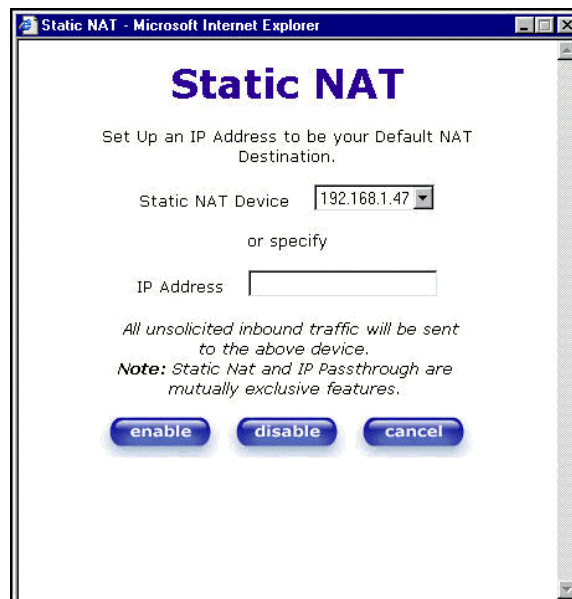 Static NAT - Microsoft Internet Explorer
Static NAT
Set Up an IP Address to be your Default NAT
Destination.
Static NAT Device 192.168.1.47
or specify
IP Address
All unsolicited inbound traffic will be sent
to the above device.
Note: Static Nat and IP Passthrough are
mutually exclusive features.
enable disable cancel